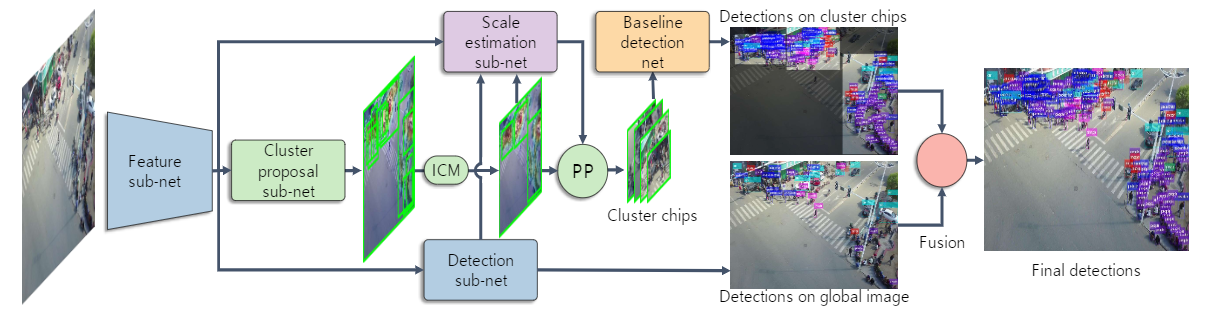 Feature
sub-net
Cluster
proposal
sub-net
ICM
Scale
estimation
sub-net
PP
Detection
sub-net
Baseline
detection
net
Cluster chips
Detections on cluster chips
Detections on global image
Fusion
Final detections